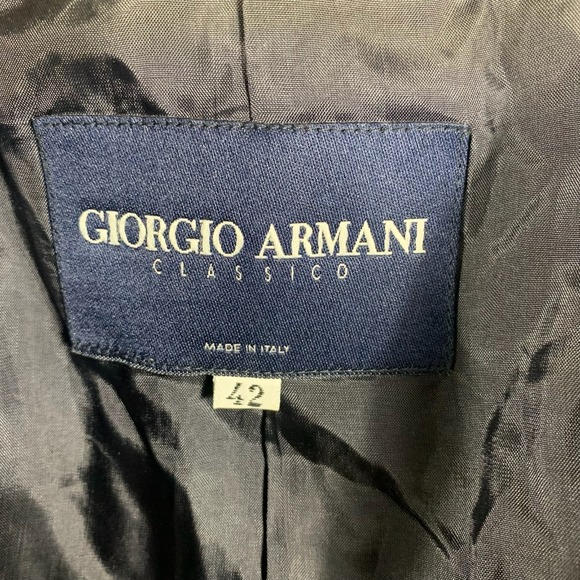 GIORGIO ARMANI
CLASSICO
MADE IN ITALY
42